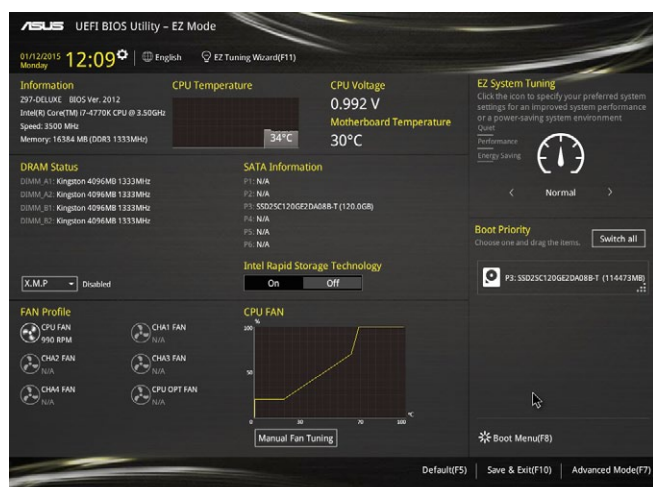 ASUS UEFI BIOS Utility – EZ Mode
01/12/2015 Monday 12:09 English EZ Tuning Wizard(F11)
Information
Z97-DELUXE BIOS Ver. 2012
Intel(R) Core(TM) i7-4770K CPU @ 3.50GHz
Speed: 3500 MHz
Memory: 16384 MB (DDR3 1333MHz)
CPU Temperature
34°C
CPU Voltage
0.992 V
Motherboard Temperature
30°C
EZ System Tuning
Click the icon to specify your preferred system
settings for an improved system performance
or a power-saving system environment
Quiet
Performance
Energy Saving
Normal
DRAM Status
DIMM_A1: Kingston 4096MB 1333MHz
DIMM_A2: Kingston 4096MB 1333MHz
DIMM_B1: Kingston 4096MB 1333MHz
DIMM_B2: Kingston 4096MB 1333MHz
X.M.P Disabled
SATA Information
P1: N/A
P2: N/A
P3: SSD2SC120GE2DA08B-T (120.0GB)
P4: N/A
P5: N/A
P6: N/A
Intel Rapid Storage Technology
On Off
Boot Priority
Choose one and drag the items.
Switch all
P3: SSD2SC120GE2DA08B-T (114473MB)
FAN Profile
CPU FAN
990 RPM
CHA1 FAN
N/A
CHA2 FAN
N/A
CHA3 FAN
N/A
CHA4 FAN
N/A
CPU OPT FAN
N/A
CPU FAN
%
100
50
0 30 70 100
°C
Manual Fan Tuning
Boot Menu(F8)
Default(F5) Save & Exit(F10) Advanced Mode(F7)